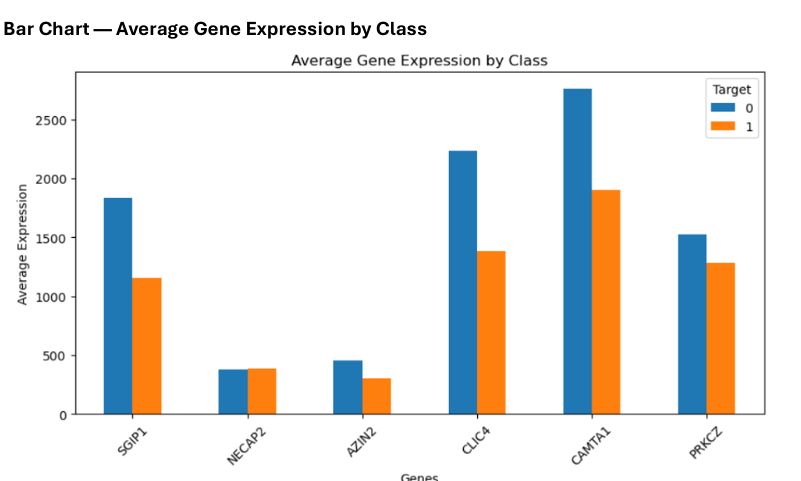 Bar Chart — Average Gene Expression by Class
Average Gene Expression by Class
Target
0
1
Average Expression
2500
2000
1500
1000
500
0
SGIP1
NECAP2
AZIN2
CLIC4
CAMTA1
PRKCZ
Genes